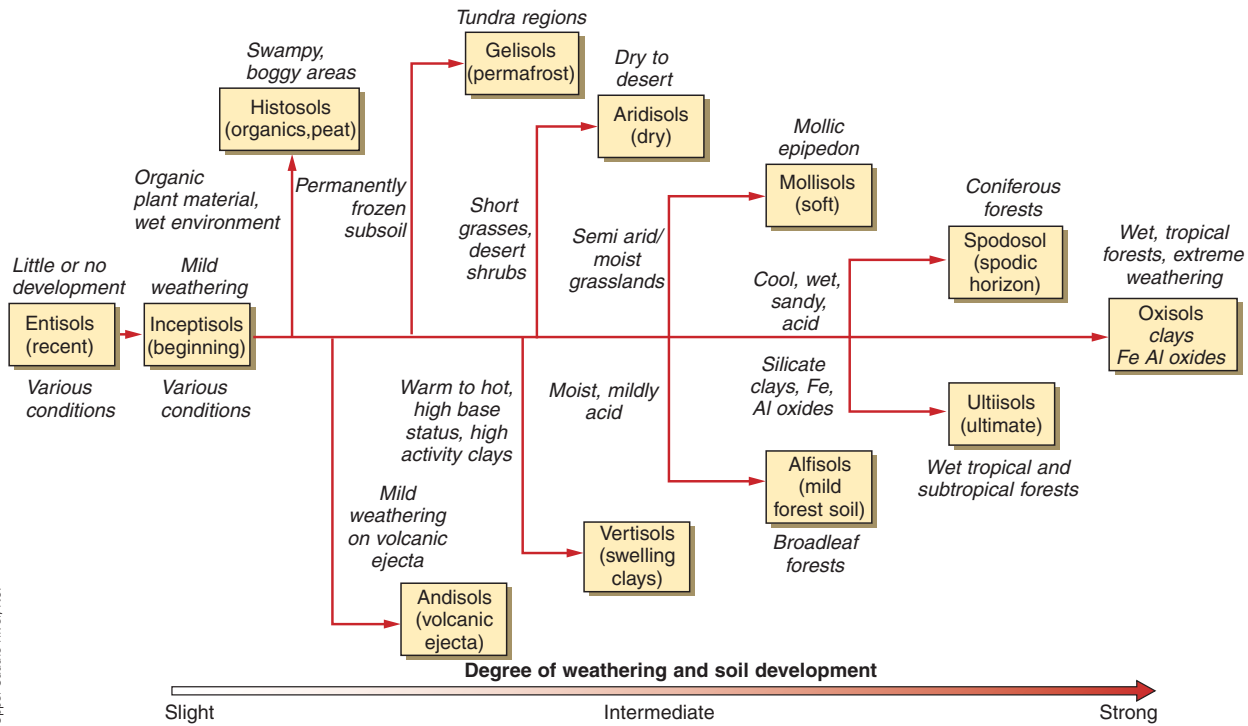 Tundra regions
Gelisols
(permafrost)
Swampy,
boggy areas
Histosols
(organics,peat)
Dry to
desert
Aridisols
(dry)
Mollic
epipedon
Mollisols
(soft)
Coniferous
forests
Spodosol
(spodic
horizon)
Wet, tropical
forests, extreme
weathering
Oxisols
clays
Fe Al oxides
Organic
plant material,
wet environment
Permanently
frozen
subsoil
Short
grasses,
desert
shrubs
Semi arid/
moist
grasslands
Cool, wet,
sandy,
acid
Little or no
development
Entisols
(recent)
Various
conditions
Mild
weathering
Inceptisols
(beginning)
Various
conditions
Warm to hot,
high base
status, high
activity clays
Moist, mildly
acid
Silicate
clays, Fe,
Al oxides
Ultiisols
(ultimate)
Wet tropical and
subtropical forests
Mild
weathering
on volcanic
ejecta
Andisols
(volcanic
ejecta)
Vertisols
(swelling
clays)
Alfisols
(mild
forest soil)
Broadleaf
forests
Degree of weathering and soil development
Slight
Intermediate
Strong